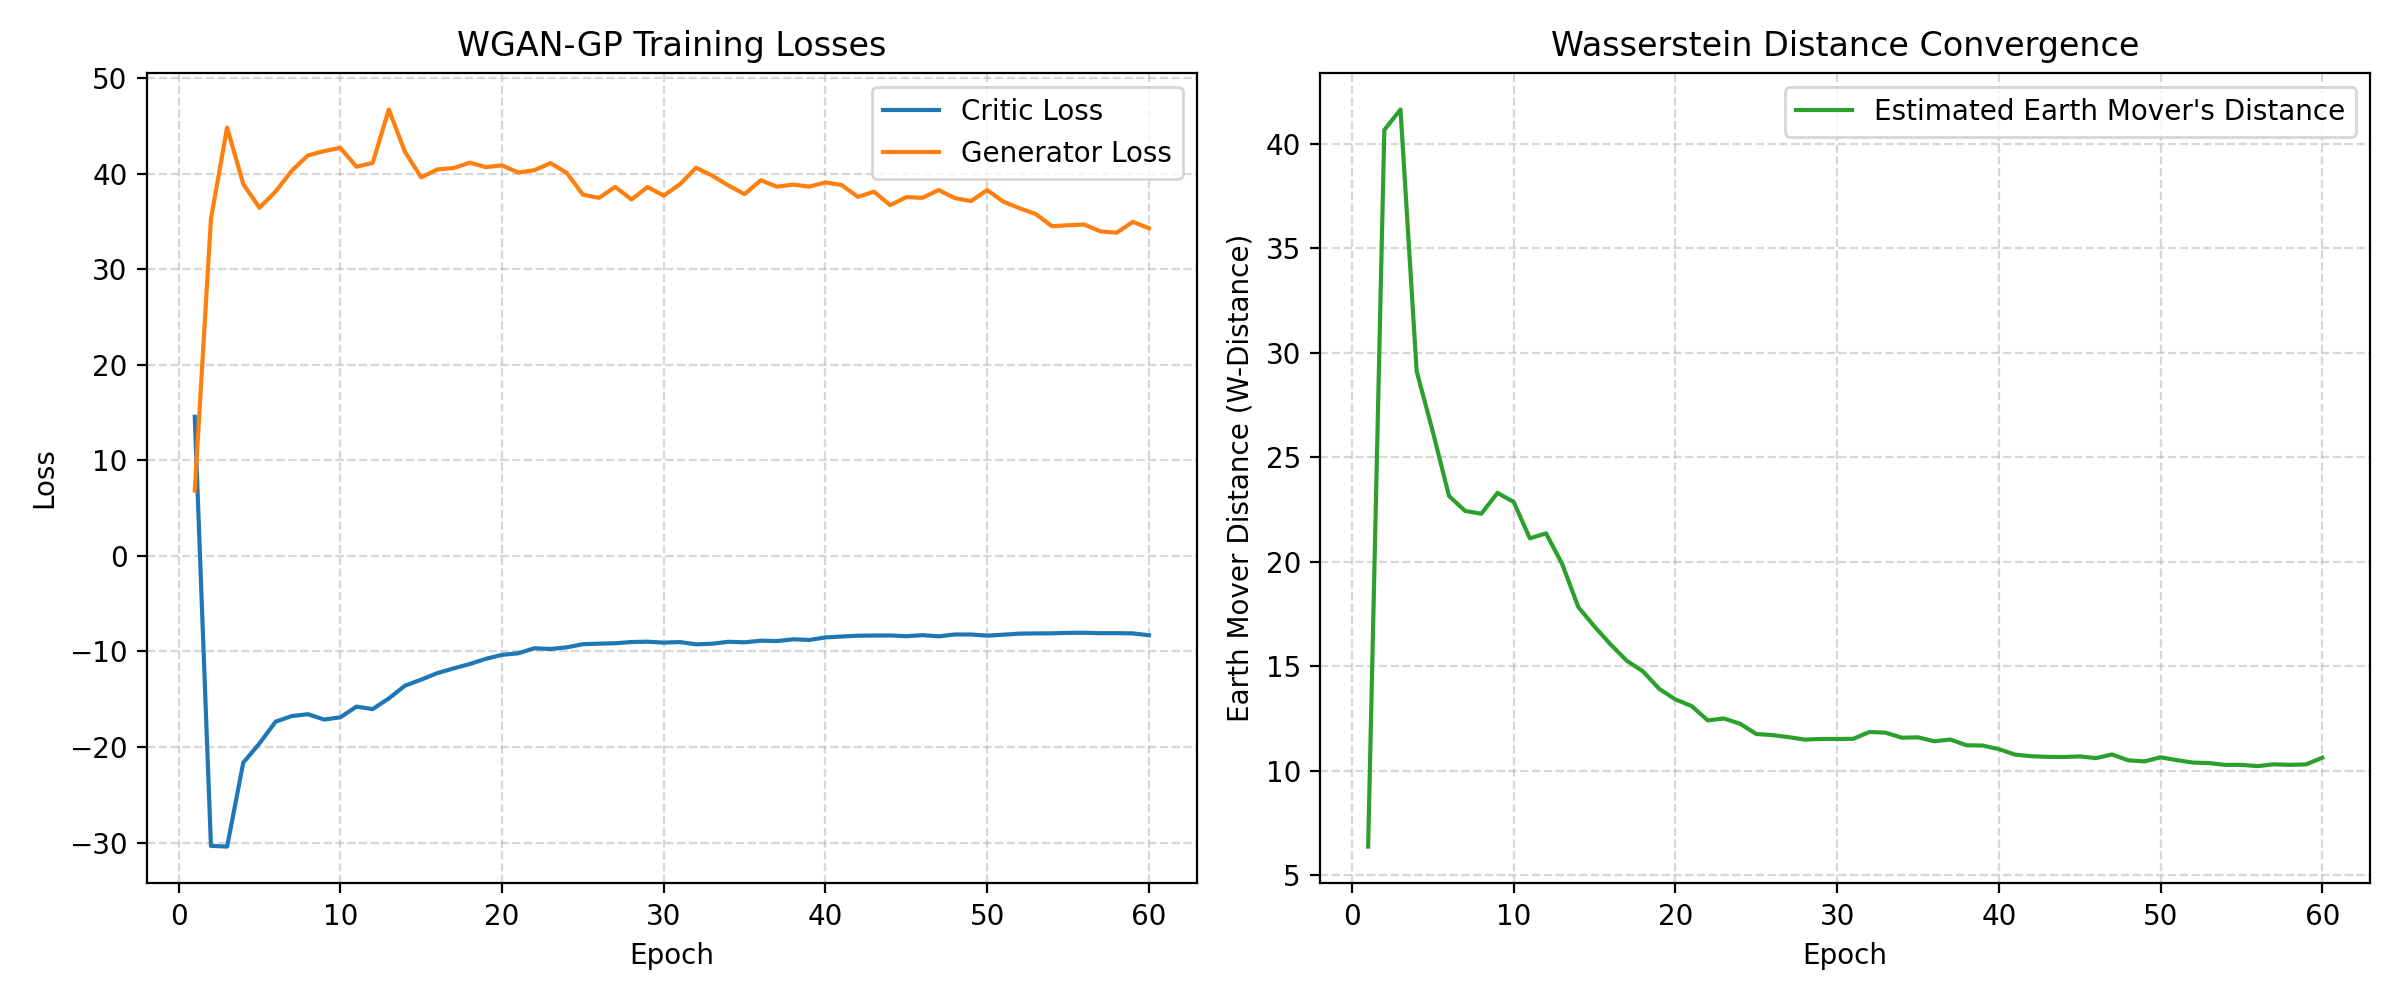 WGAN-GP Training Losses
50
40
30
20
10
0
−10
−20
−30
Loss
Critic Loss
Generator Loss
0 10 20 30 40 50 60
Epoch
Wasserstein Distance Convergence
40
35
30
25
20
15
10
5
Earth Mover Distance (W-Distance)
Estimated Earth Mover's Distance
0 10 20 30 40 50 60
Epoch